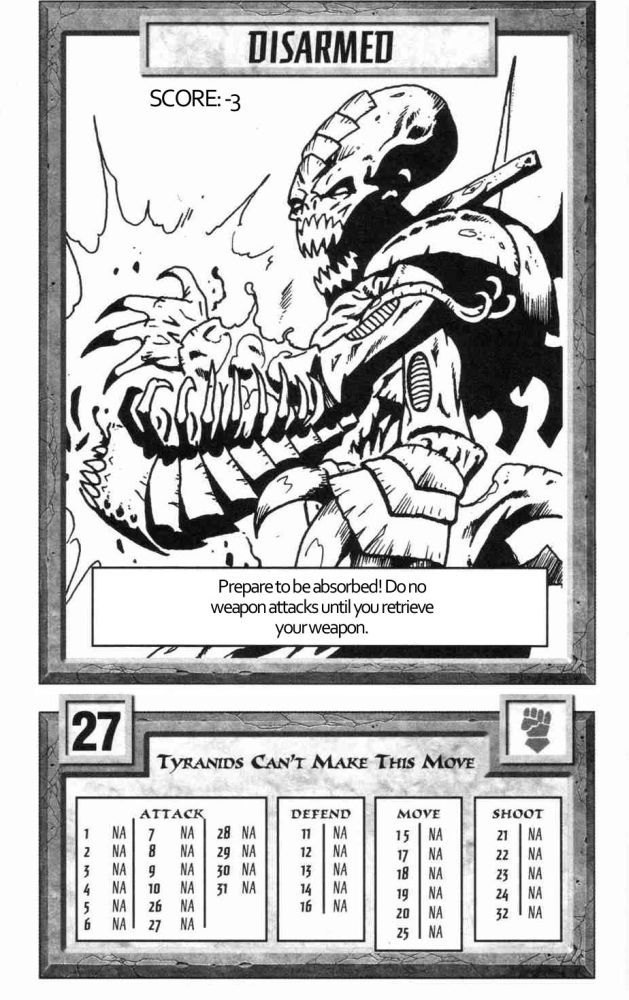 DISARMED
SCORE: -3
Prepare to be absorbed! Do no
weapon attacks until you retrieve
your weapon.
27
TYRANIDS CAN'T MAKE THIS MOVE
ATTACK
1 NA 7 NA 28 NA
2 NA 8 NA 29 NA
3 NA 9 NA 30 NA
4 NA 10 NA 31 NA
5 NA 26 NA
6 NA 27 NA
DEFEND
11 NA
12 NA
13 NA
14 NA
16 NA
MOVE
15 NA
17 NA
18 NA
19 NA
20 NA
25 NA
SHOOT
21 NA
22 NA
23 NA
24 NA
32 NA